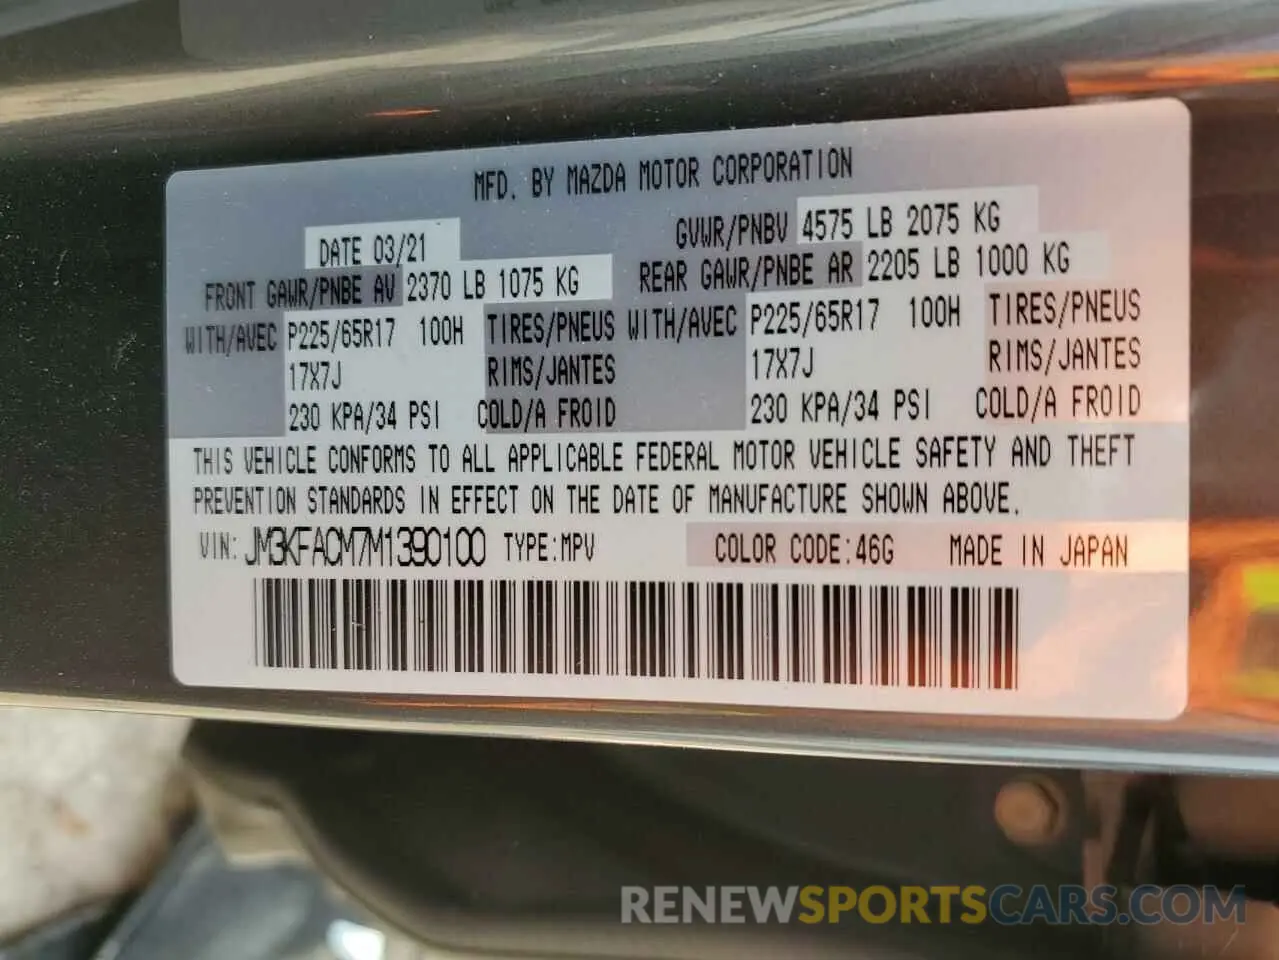 MFD. BY MAZDA MOTOR CORPORATION
DATE 03/21 GVWR/PNBV 4575 LB 2075 KG
FRONT GAWR/PNBE AV 2370 LB 1075 KG REAR GAWR/PNBE AR 2205 LB 1000 KG
WITH/AVEC P225/65R17 100H TIRES/PNEUS WITH/AVEC P225/65R17 100H TIRES/PNEUS
17X7J RIMS/JANTES 17X7J RIMS/JANTES
230 KPA/34 PSI COLD/A FROID 230 KPA/34 PSI COLD/A FROID
THIS VEHICLE CONFORMS TO ALL APPLICABLE FEDERAL MOTOR VEHICLE SAFETY AND THEFT
PREVENTION STANDARDS IN EFFECT ON THE DATE OF MANUFACTURE SHOWN ABOVE.
VIN: JM3KFACM7M1390100 TYPE:MPV COLOR CODE:46G MADE IN JAPAN
RENEWSPORTSCARS.COM